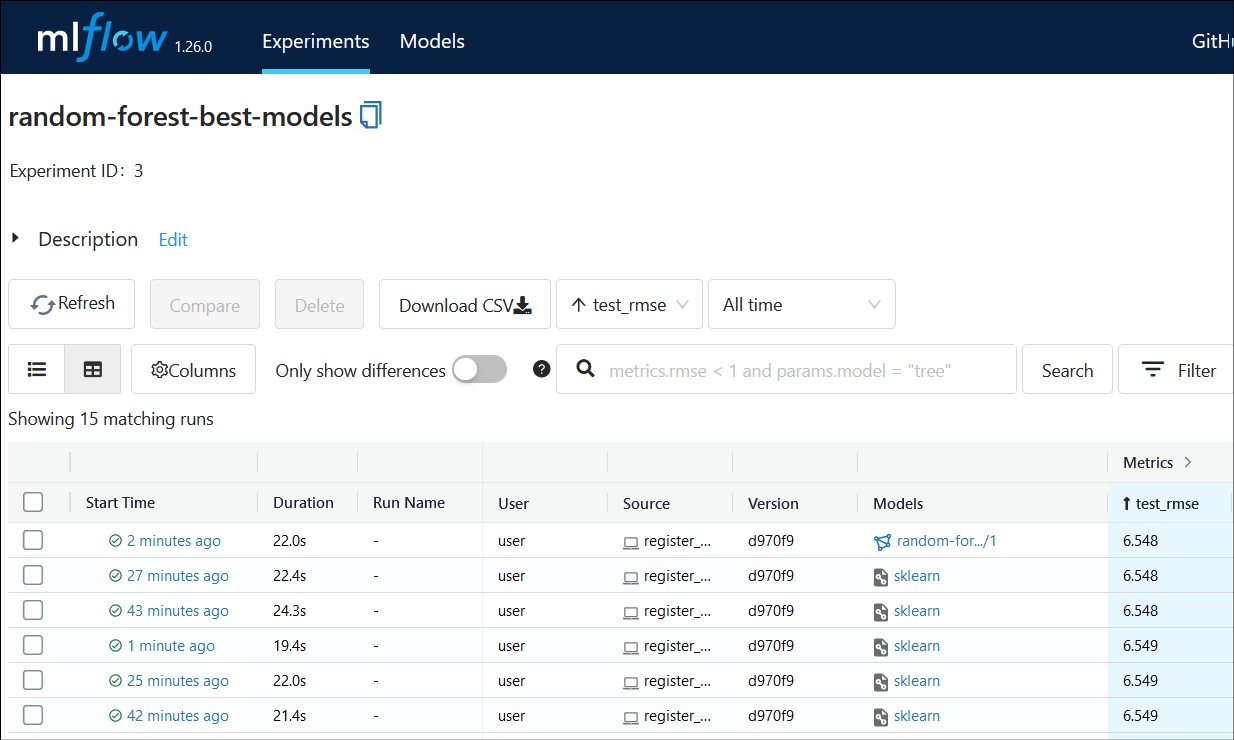 mlflow 1.26.0 Experiments Models GitHu
random-forest-best-models
Experiment ID: 3
Description Edit
Refresh Compare Delete Download CSV test_rmse All time
Columns Only show differences ? metrics.rmse < 1 and params.model = "tree" Search Filter
Showing 15 matching runs
Metrics
Start Time Duration Run Name User Source Version Models ↑ test_rmse
2 minutes ago 22.0s - user register_... d970f9 random-for.../1 6.548
27 minutes ago 22.4s - user register_... d970f9 sklearn 6.548
43 minutes ago 24.3s - user register_... d970f9 sklearn 6.548
1 minute ago 19.4s - user register_... d970f9 sklearn 6.549
25 minutes ago 22.0s - user register_... d970f9 sklearn 6.549
42 minutes ago 21.4s - user register_... d970f9 sklearn 6.549